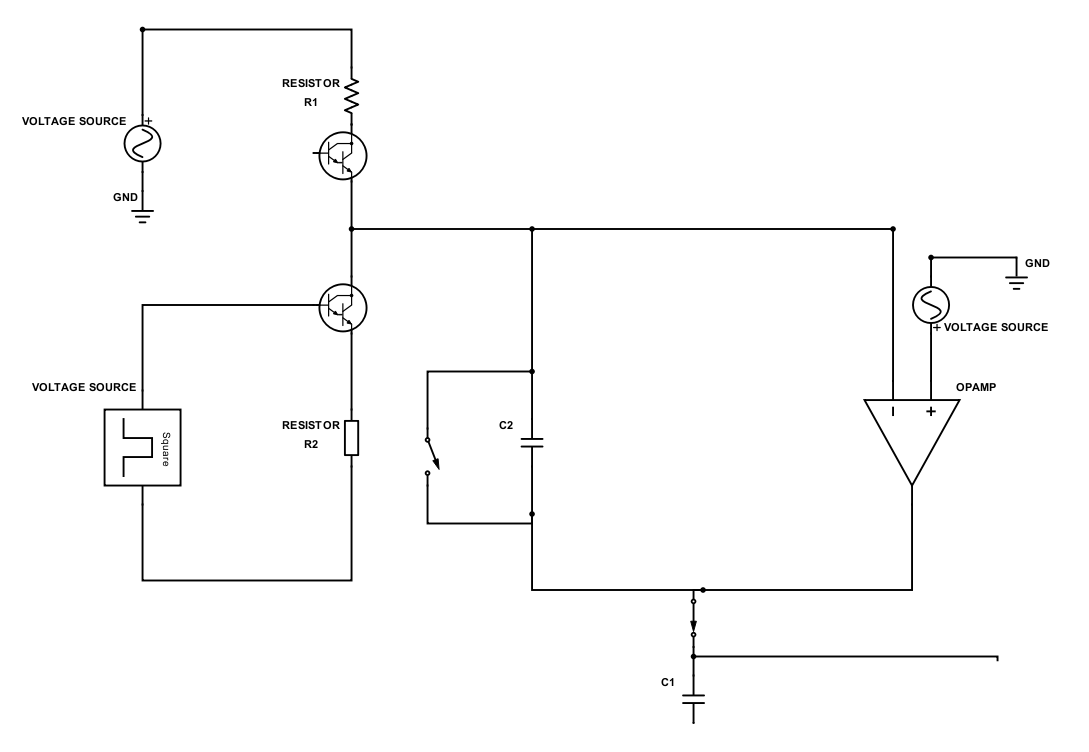 RESISTOR
R1
VOLTAGE SOURCE
+
GND
GND
+ VOLTAGE SOURCE
VOLTAGE SOURCE
OPAMP
- +
RESISTOR
R2
C2
Square
C1